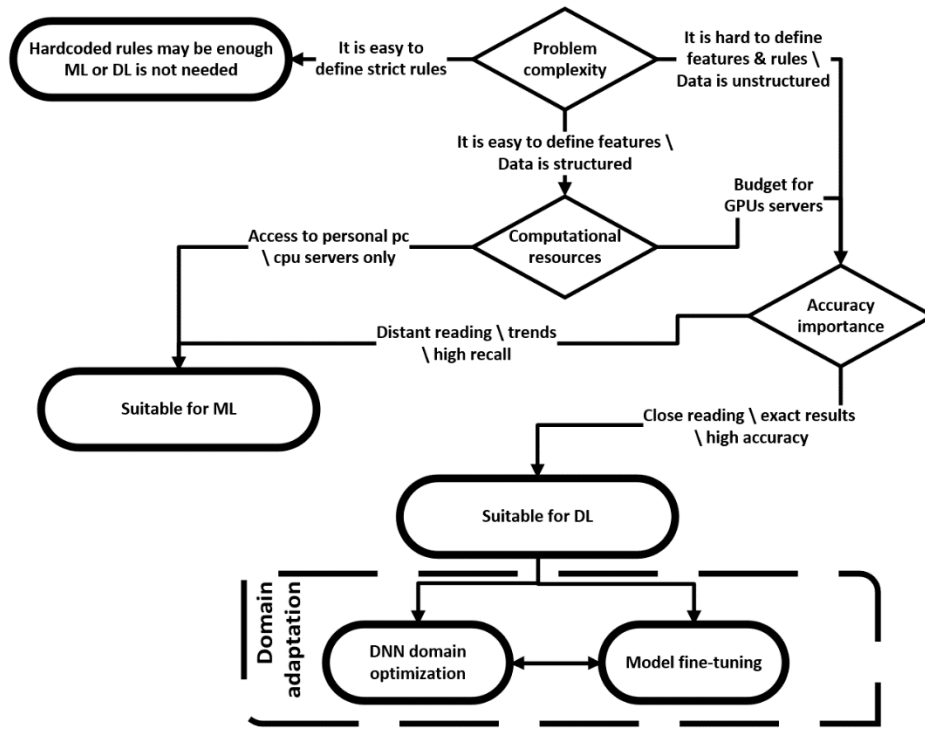 Hardcoded rules may be enough
ML or DL is not needed
It is easy to
define strict rules
Problem
complexity
It is hard to define
features & rules \
Data is unstructured
It is easy to define features \
Data is structured
Budget for
GPUs servers
Access to personal pc
\ cpu servers only
Computational
resources
Accuracy
importance
Distant reading \ trends
\ high recall
Suitable for ML
Close reading \ exact results
\ high accuracy
Suitable for DL
Domain
adaptation
DNN domain
optimization
Model fine-tuning